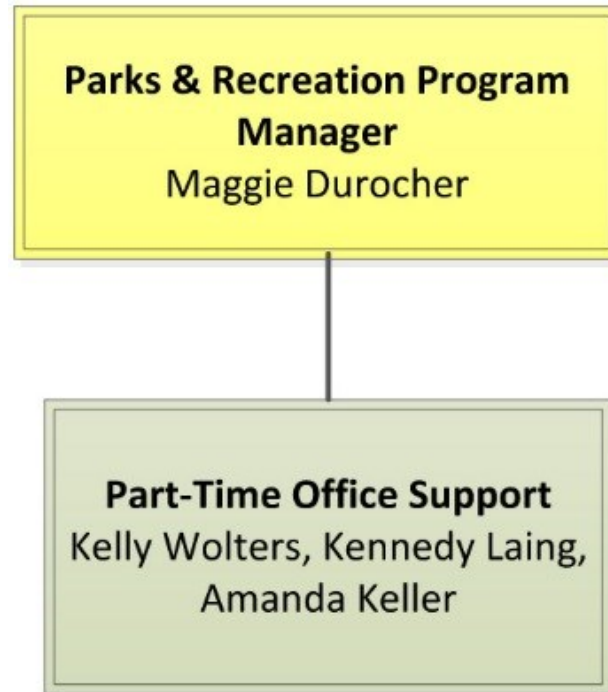 Parks & Recreation Program
Manager
Maggie Durocher
Part-Time Office Support
Kelly Wolters, Kennedy Laing,
Amanda Keller